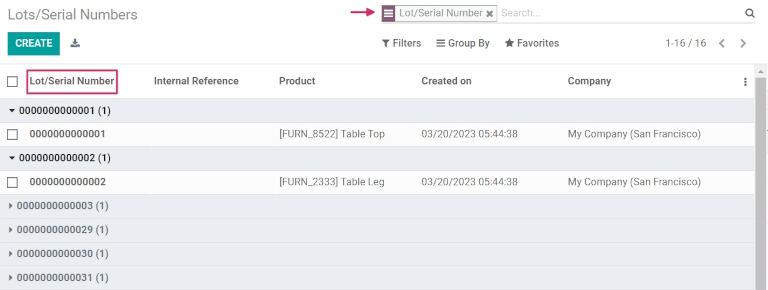 Lots/Serial Numbers
Lot/Serial Number × Search...
CREATE
Filters Group By Favorites 1-16 / 16
Lot/Serial Number Internal Reference Product Created on Company
0000000000001 (1)
0000000000001 [FURN_8522] Table Top 03/20/2023 05:44:38 My Company (San Francisco)
0000000000002 (1)
0000000000002 [FURN_2333] Table Leg 03/20/2023 05:44:38 My Company (San Francisco)
0000000000003 (1)
0000000000029 (1)
0000000000030 (1)
0000000000031 (1)